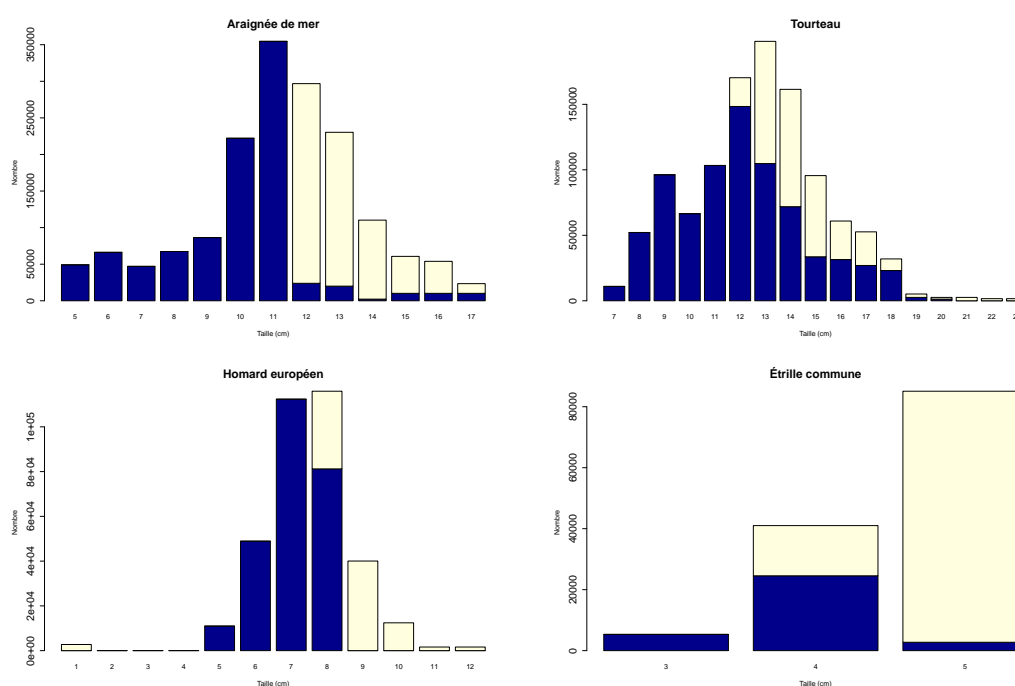 Araignée de mer
Nombre
350000
250000
150000
50000
0
5 6 7 8 9 10 11 12 13 14 15 16 17
Taille (cm)
Tourteau
Nombre
150000
100000
50000
0
7 8 9 10 11 12 13 14 15 16 17 18 19 20 21 22
Taille (cm)
Homard européen
Nombre
1e+05
8e+04
6e+04
4e+04
2e+04
0e+00
1 2 3 4 5 6 7 8 9 10 11 12
Taille (cm)
Étrille commune
Nombre
80000
60000
40000
20000
0
3 4 5
Taille (cm)